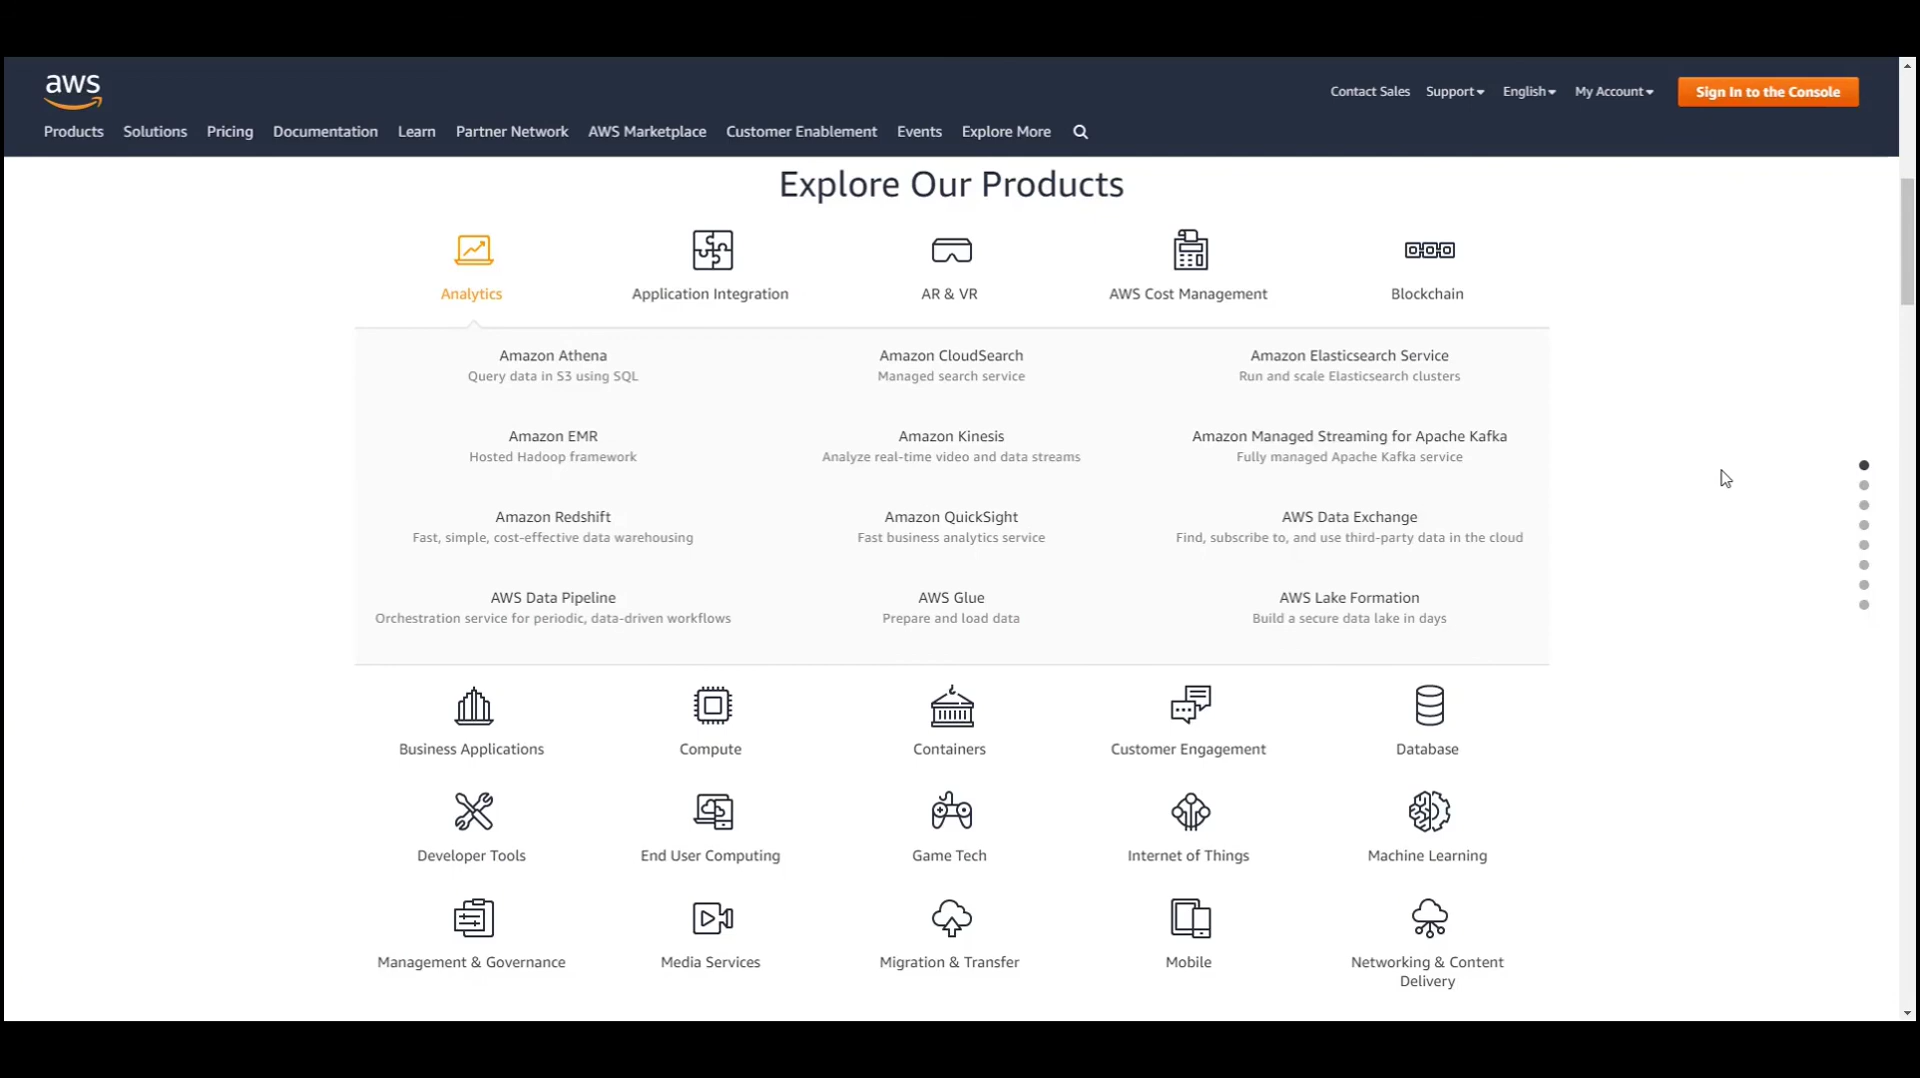 aws
Contact Sales Support English My Account Sign In to the Console
Products Solutions Pricing Documentation Learn Partner Network AWS Marketplace Customer Enablement Events Explore More
Explore Our Products
Analytics Application Integration AR & VR AWS Cost Management Blockchain
Amazon Athena Amazon CloudSearch Amazon Elasticsearch Service
Query data in S3 using SQL Managed search service Run and scale Elasticsearch clusters
Amazon EMR Amazon Kinesis Amazon Managed Streaming for Apache Kafka
Hosted Hadoop framework Analyze real-time video and data streams Fully managed Apache Kafka service
Amazon Redshift Amazon QuickSight AWS Data Exchange
Fast, simple, cost-effective data warehousing Fast business analytics service Find, subscribe to, and use third-party data in the cloud
AWS Data Pipeline AWS Glue AWS Lake Formation
Orchestration service for periodic, data-driven workflows Prepare and load data Build a secure data lake in days
Business Applications Compute Containers Customer Engagement Database
Developer Tools End User Computing Game Tech Internet of Things Machine Learning
Management & Governance Media Services Migration & Transfer Mobile Networking & Content
Delivery